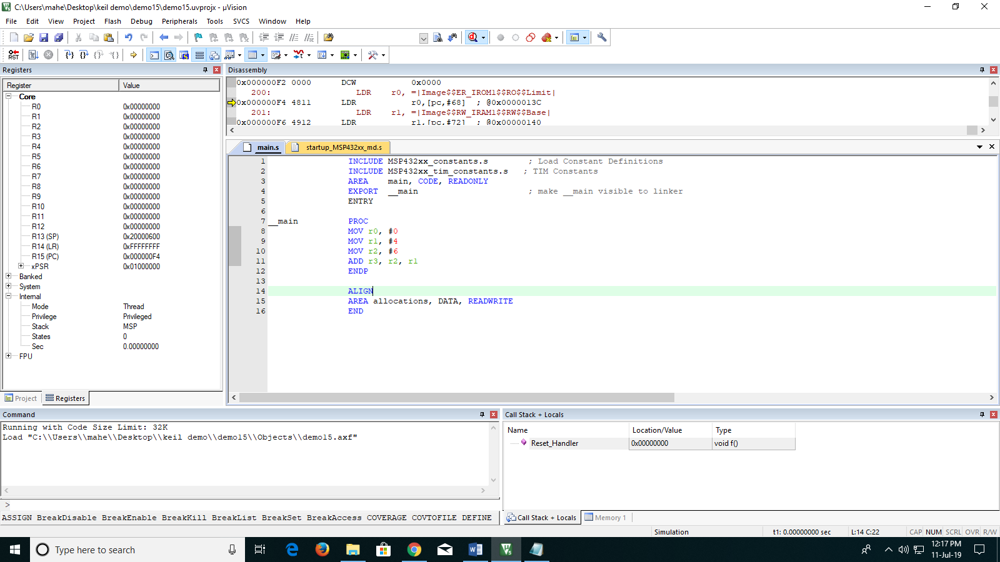 C:\Users\mahe\Desktop\keil demo\demo15\demo15.uvprojx - µVision
File Edit View Project Flash Debug Peripherals Tools SVCS Window Help
RST
Registers
Register Value
Core
R0 0x00000000
R1 0x00000000
R2 0x00000000
R3 0x00000000
R4 0x00000000
R5 0x00000000
R6 0x00000000
R7 0x00000000
R8 0x00000000
R9 0x00000000
R10 0x00000000
R11 0x00000000
R12 0x00000000
R13 (SP) 0x20000600
R14 (LR) 0xFFFFFFFF
R15 (PC) 0x000000F4
xPSR 0x01000000
Banked
System
Internal
Mode Thread
Privilege Privileged
Stack MSP
States 0
Sec 0.00000000
FPU
Project Registers
Disassembly
0x000000F2 0000 DCW 0x0000
200: LDR r0, =|Image$$ER_IROM1$$RO$$Limit|
0x000000F4 4811 LDR r0,[pc,#68] ; @0x0000013C
201: LDR r1, =|Image$$RW_IRAM1$$RW$$Base|
0x000000F6 4912 LDR r1,[pc,#72] ; @0x00000140
main.s startup_MSP432xx_md.s
1 INCLUDE MSP432xx_constants.s ; Load Constant Definitions
2 INCLUDE MSP432xx_tim_constants.s ; TIM Constants
3 AREA main, CODE, READONLY
4 EXPORT __main ; make __main visible to linker
5 ENTRY
6
7 __main PROC
8 MOV r0, #0
9 MOV r1, #4
10 MOV r2, #6
11 ADD r3, r2, r1
12 ENDP
13
14 ALIGN
15 AREA allocations, DATA, READWRITE
16 END
Command
Running with Code Size Limit: 32K
Load "C:\\Users\\mahe\\Desktop\\keil demo\\demo15\\Objects\\demo15.axf"
>
ASSIGN BreakDisable BreakEnable BreakKill BreakList BreakSet BreakAccess COVERAGE COVTOFILE DEFINE
Call Stack + Locals
Name Location/Value Type
Reset_Handler 0x00000000 void f()
Call Stack + Locals Memory 1
Simulation t1: 0.00000000 sec L:14 C:22 CAP NUM SCRL OVR R/W
Type here to search
12:17 PM
11-Jul-19